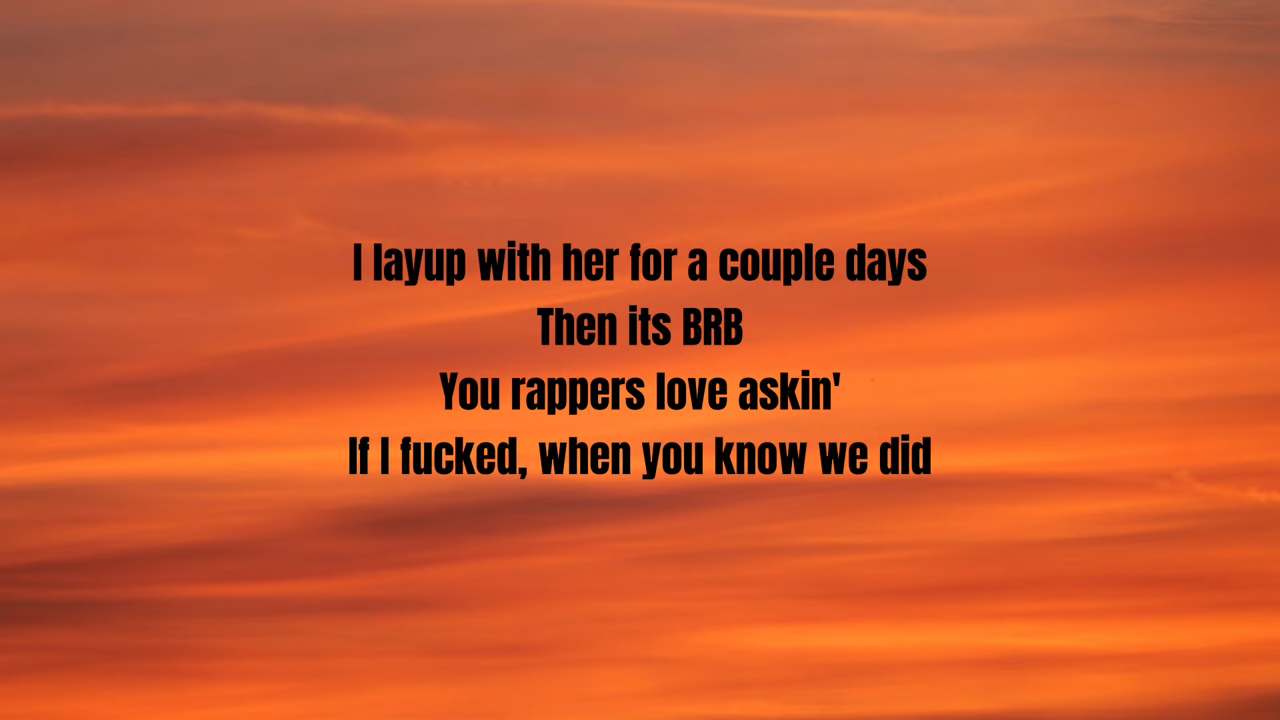 I layup with her for a couple days
Then its BRB
You rappers love askin'
If I fucked, when you know we did